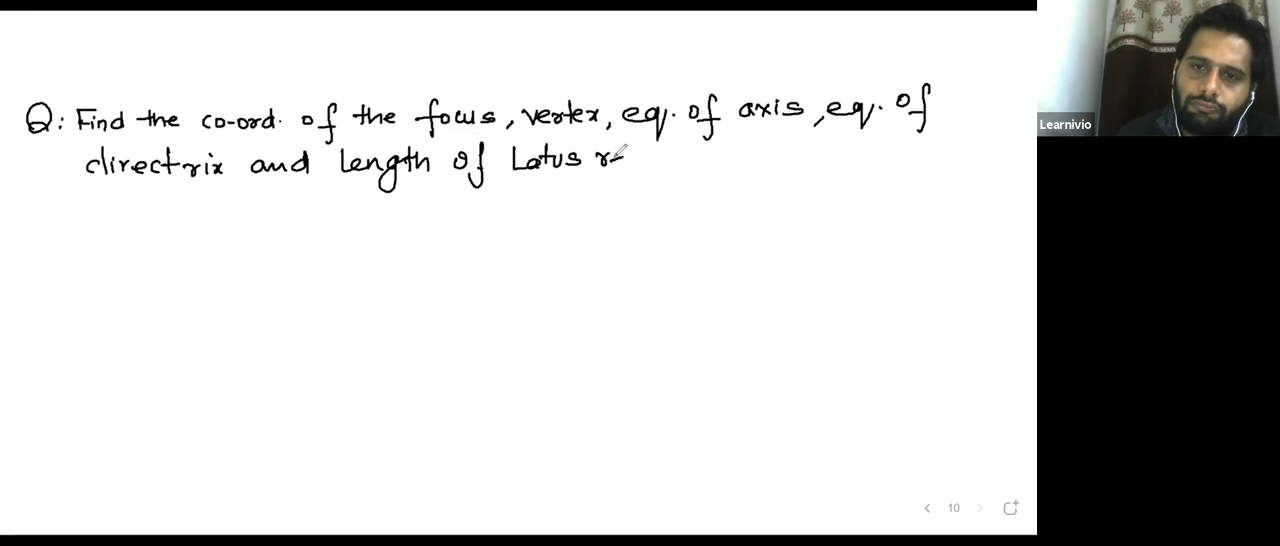 Q: Find the co-ord. of the focus, vertex, eq. of axis, eq. of
directrix and length of Latus r
Learnivio
10